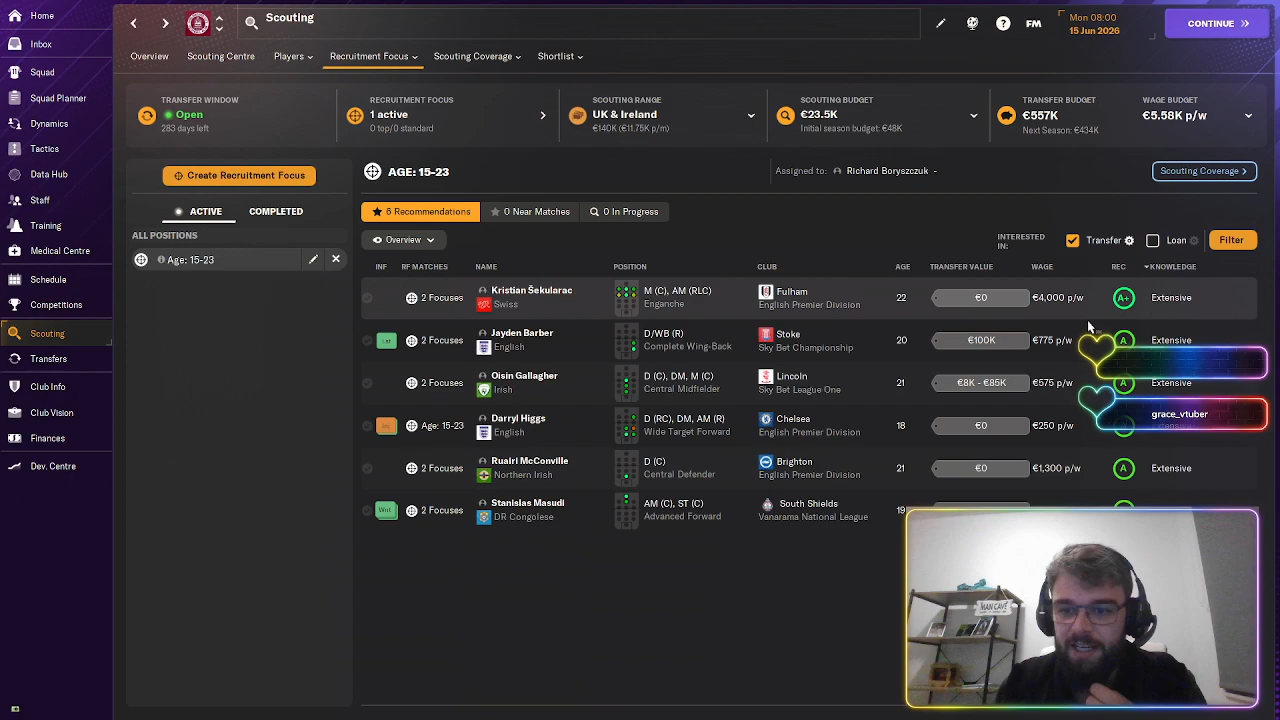 Home
Inbox
Squad
Squad Planner
Dynamics
Tactics
Data Hub
Staff
Training
Medical Centre
Schedule
Competitions
Scouting
Transfers
Club Info
Club Vision
Finances
Dev. Centre
Scouting
FM
Mon 08:00
15 Jun 2026
CONTINUE
Overview
Scouting Centre
Players
Recruitment Focus
Scouting Coverage
Shortlist
TRANSFER WINDOW
Open
283 days left
RECRUITMENT FOCUS
1 active
0 top/0 standard
SCOUTING RANGE
UK & Ireland
€140K (€11.75K p/m)
SCOUTING BUDGET
€23.5K
Initial season budget: €48K
TRANSFER BUDGET
€557K
Next Season: €434K
WAGE BUDGET
€5.58K p/w
Create Recruitment Focus
ACTIVE
COMPLETED
ALL POSITIONS
Age: 15-23
AGE: 15-23
Assigned to: Richard Boryszczuk -
Scouting Coverage
6 Recommendations
0 Near Matches
0 In Progress
Overview
INTERESTED IN:
Transfer
Loan
Filter
INF RF MATCHES NAME POSITION CLUB AGE TRANSFER VALUE WAGE REC KNOWLEDGE
2 Focuses Kristian Šekularac M (C), AM (RLC) Fulham 22 €0 €4,000 p/w A+ Extensive
Swiss Enganche English Premier Division
2 Focuses Jayden Barber D/WB (R) Stoke 20 €100K €775 p/w A Extensive
English Complete Wing-Back Sky Bet Championship
2 Focuses Oisin Gallagher D (C), DM, M (C) Lincoln 21 €8K - €85K €575 p/w A Extensive
Irish Central Midfielder Sky Bet League One
Age: 15-23 Darryl Higgs D (RC), DM, AM (R) Chelsea 18 €0 €250 p/w
English Wide Target Forward English Premier Division
grace_vtuber
2 Focuses Ruairi McConville D (C) Brighton 21 €0 €1,300 p/w A Extensive
Northern Irish Central Defender English Premier Division
Wnt 2 Focuses Stanislas Masudi AM (C), ST (C) South Shields 19
DR Congolese Advanced Forward Vanarama National League
MAN CAVE